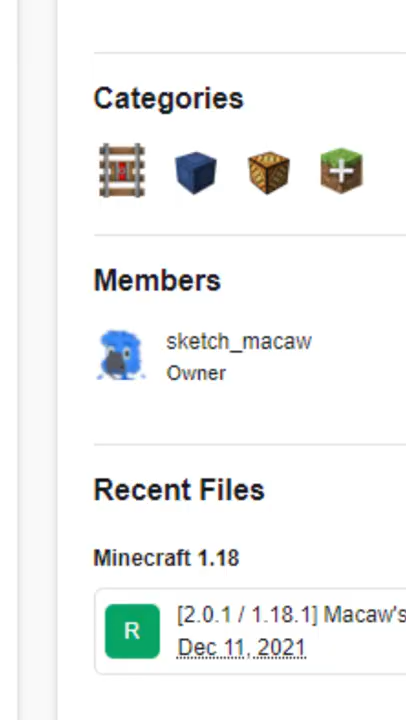 Categories
Members
sketch_macaw
Owner
Recent Files
Minecraft 1.18
R
[2.0.1 / 1.18.1] Macaw's
Dec 11, 2021